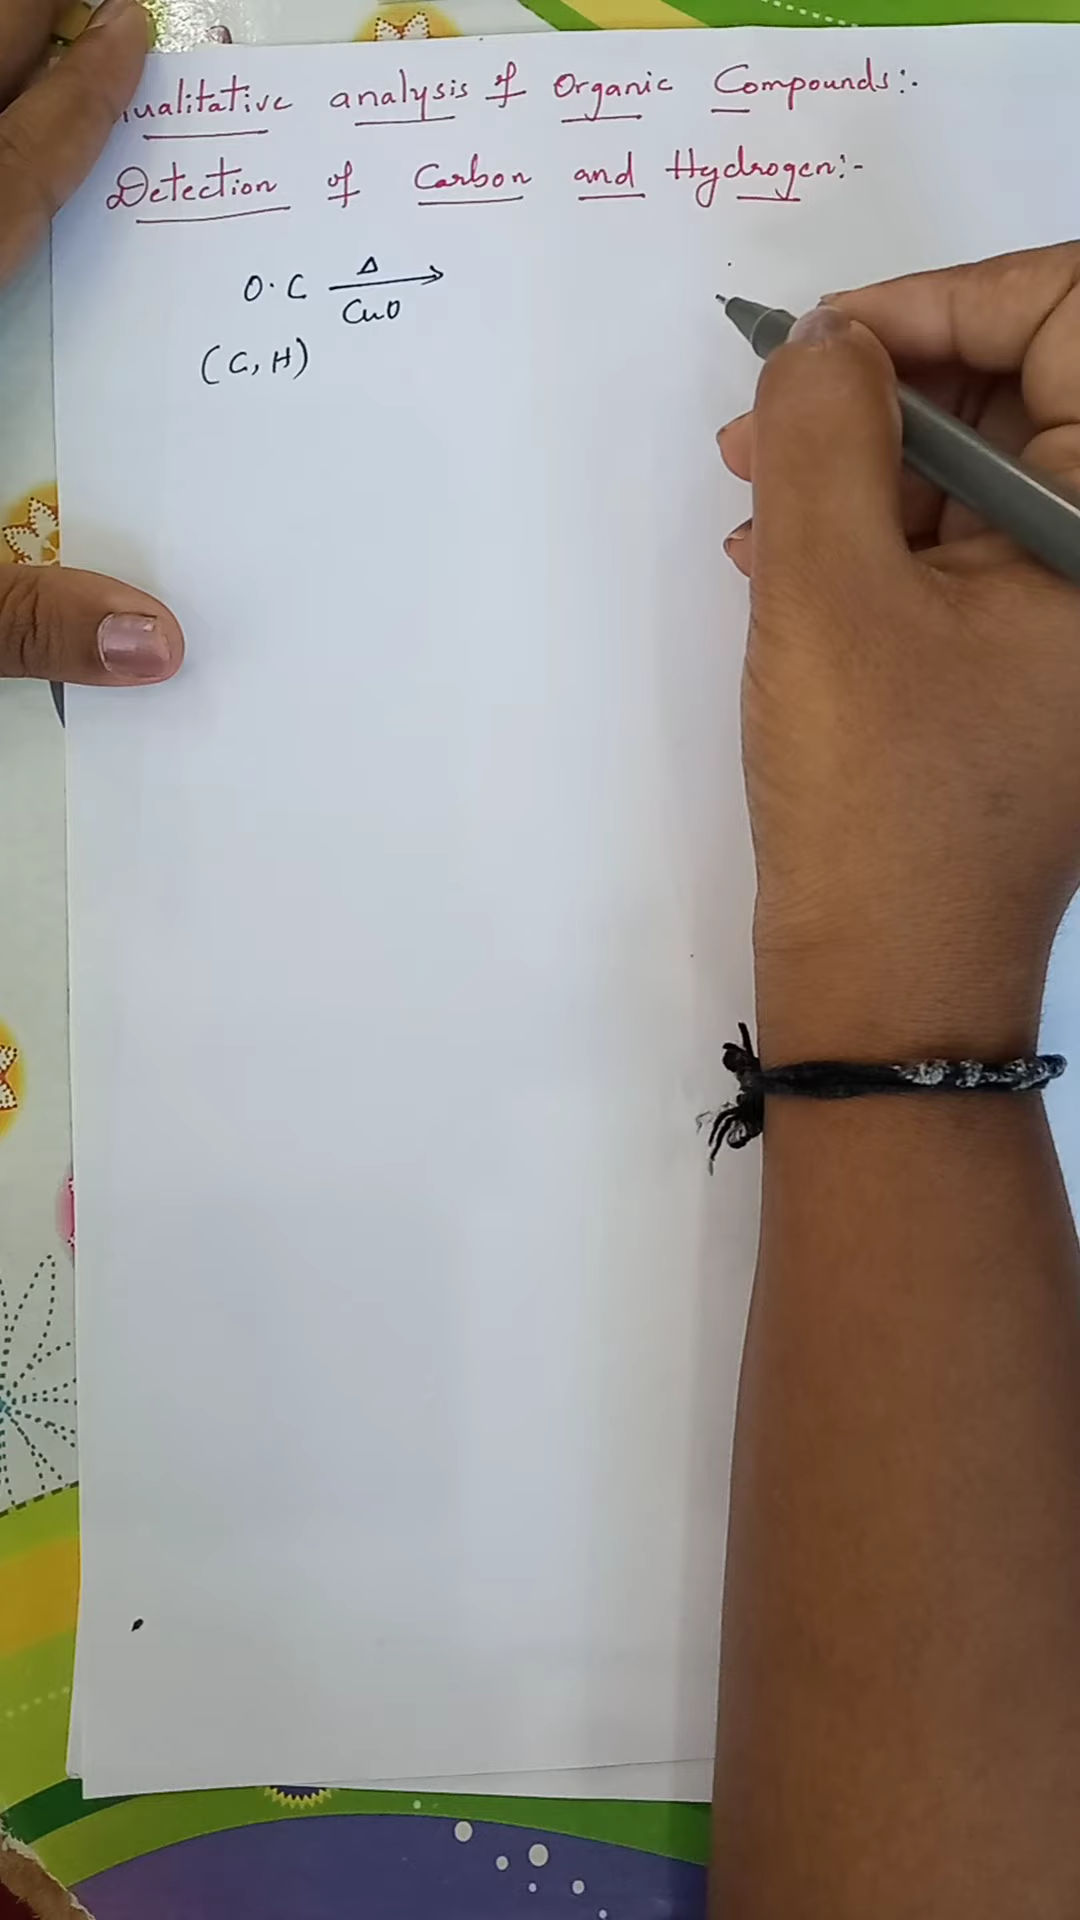 ualitative analysis of Organic Compounds:-
Detection of Carbon and Hydrogen:-
O.C —Δ→ CuO
(C, H)